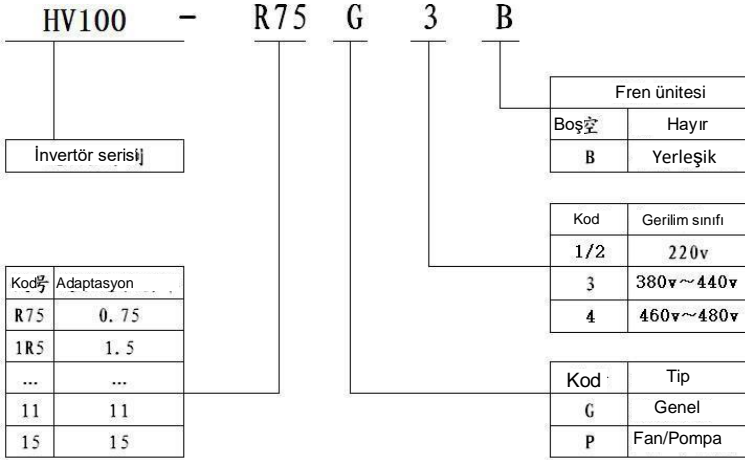 HV100 - R75 G 3 B
Fren ünitesi
Boş空 Hayır
B Yerleşik
İnvertör serisi
Kod Gerilim sınıfı
1/2 220v
3 380v~440v
4 460v~480v
Kod号 Adaptasyon
R75 0.75
1R5 1.5
... ...
11 11
15 15
Kod Tip
G Genel
P Fan/Pompa